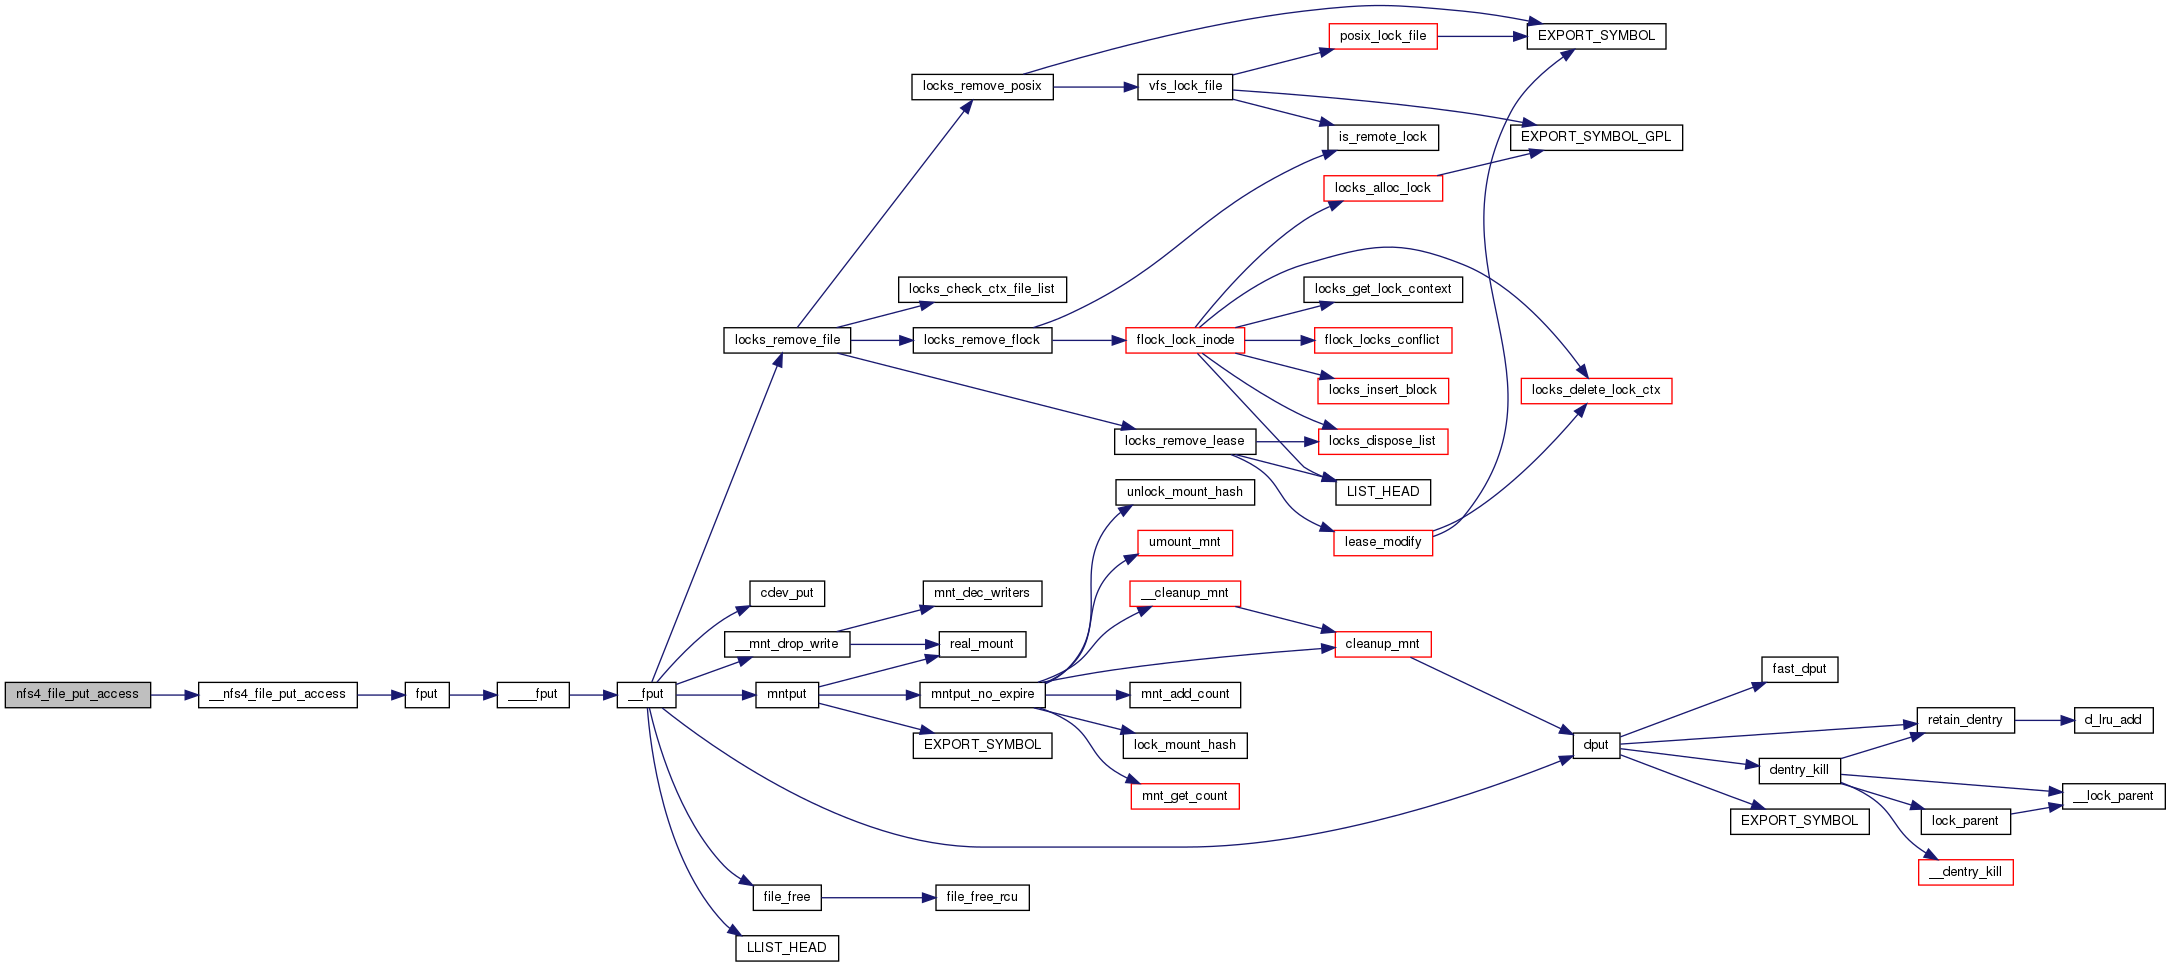 posix_lock_file
EXPORT_SYMBOL
locks_remove_posix
vfs_lock_file
is_remote_lock
EXPORT_SYMBOL_GPL
locks_alloc_lock
locks_check_ctx_file_list
locks_get_lock_context
locks_remove_file
locks_remove_flock
flock_lock_inode
flock_locks_conflict
locks_insert_block
locks_delete_lock_ctx
locks_remove_lease
locks_dispose_list
unlock_mount_hash
LIST_HEAD
umount_mnt
lease_modify
cdev_put
mnt_dec_writers
__cleanup_mnt
__mnt_drop_write
real_mount
cleanup_mnt
fast_dput
nfs4_file_put_access
__nfs4_file_put_access
fput
____fput
__fput
mntput
mntput_no_expire
mnt_add_count
retain_dentry
d_lru_add
EXPORT_SYMBOL
lock_mount_hash
dput
dentry_kill
mnt_get_count
__lock_parent
EXPORT_SYMBOL
lock_parent
__dentry_kill
file_free
file_free_rcu
LLIST_HEAD